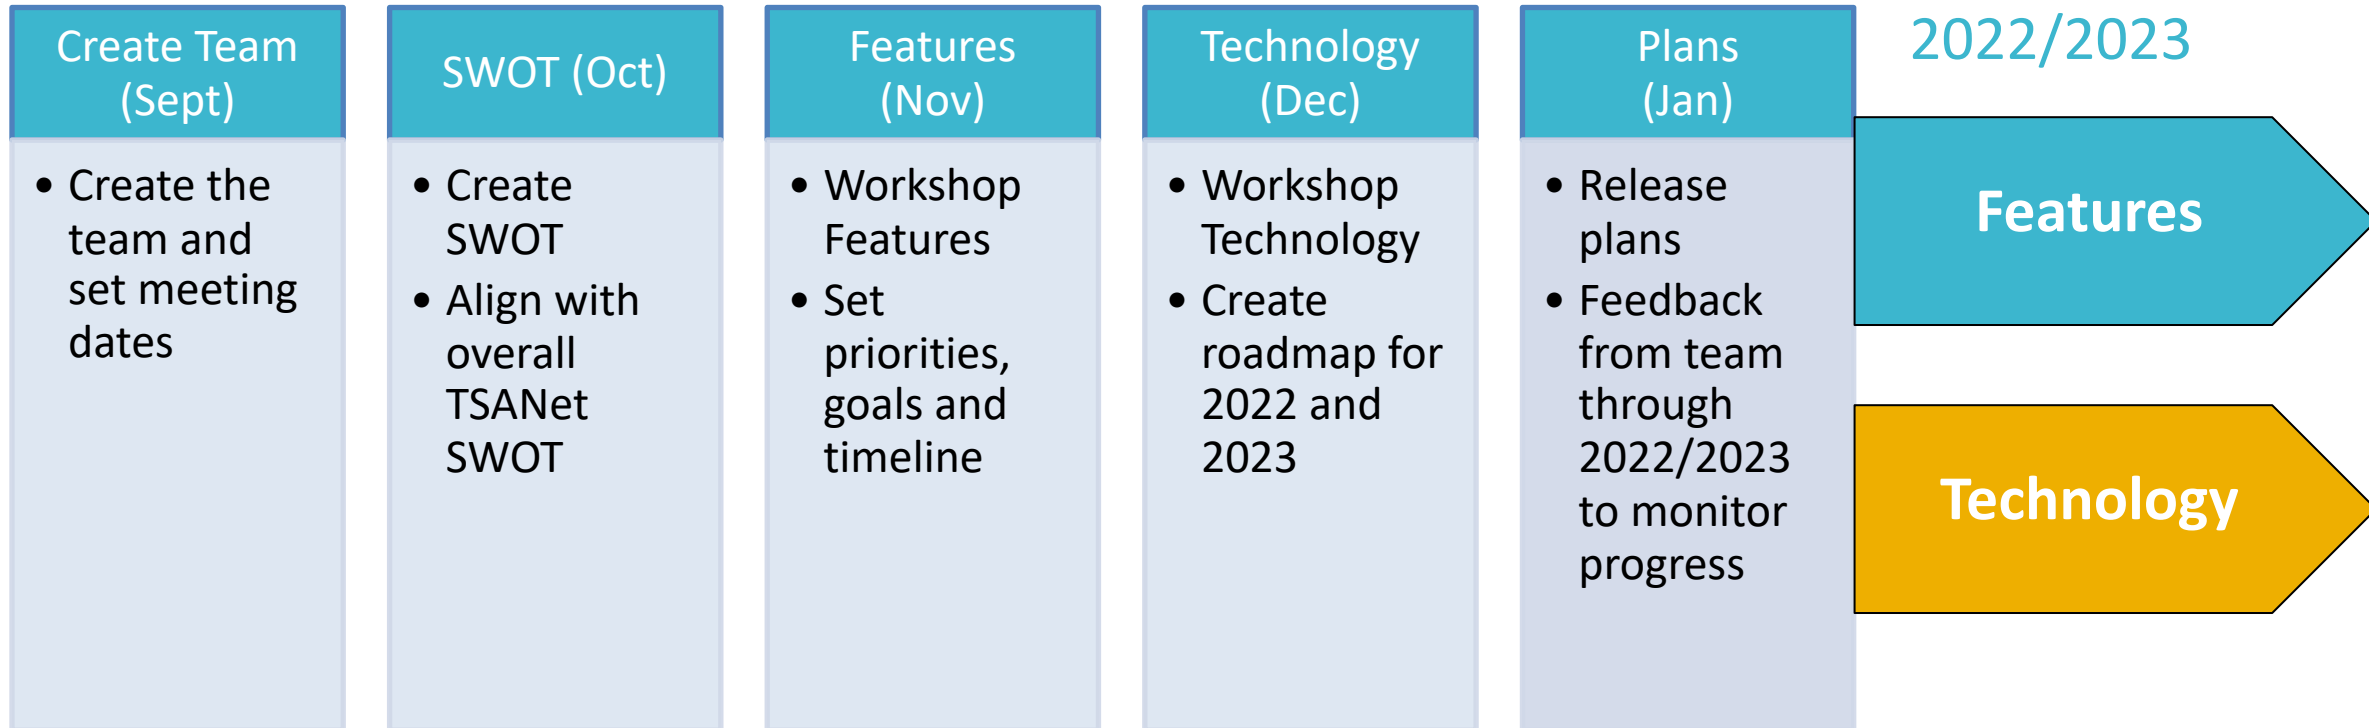 Create Team
(Sept)
• Create the
team and
set meeting
dates
SWOT (Oct)
• Create
SWOT
• Align with
overall
TSANet
SWOT
Features
(Nov)
• Workshop
Features
• Set
priorities,
goals and
timeline
Technology
(Dec)
• Workshop
Technology
• Create
roadmap for
2022 and
2023
Plans
(Jan)
• Release
plans
• Feedback
from team
through
2022/2023
to monitor
progress
2022/2023
Features
Technology